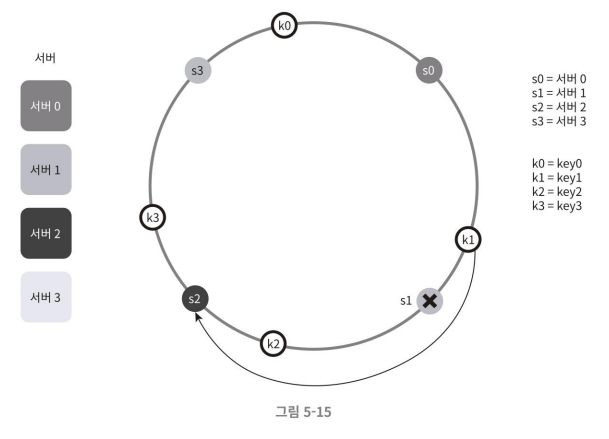 서버
서버 0
서버 1
서버 2
서버 3
k0
s3
s0
k3
k1
s2
s1
k2
s0 = 서버 0
s1 = 서버 1
s2 = 서버 2
s3 = 서버 3
k0 = key0
k1 = key1
k2 = key2
k3 = key3
그림 5-15